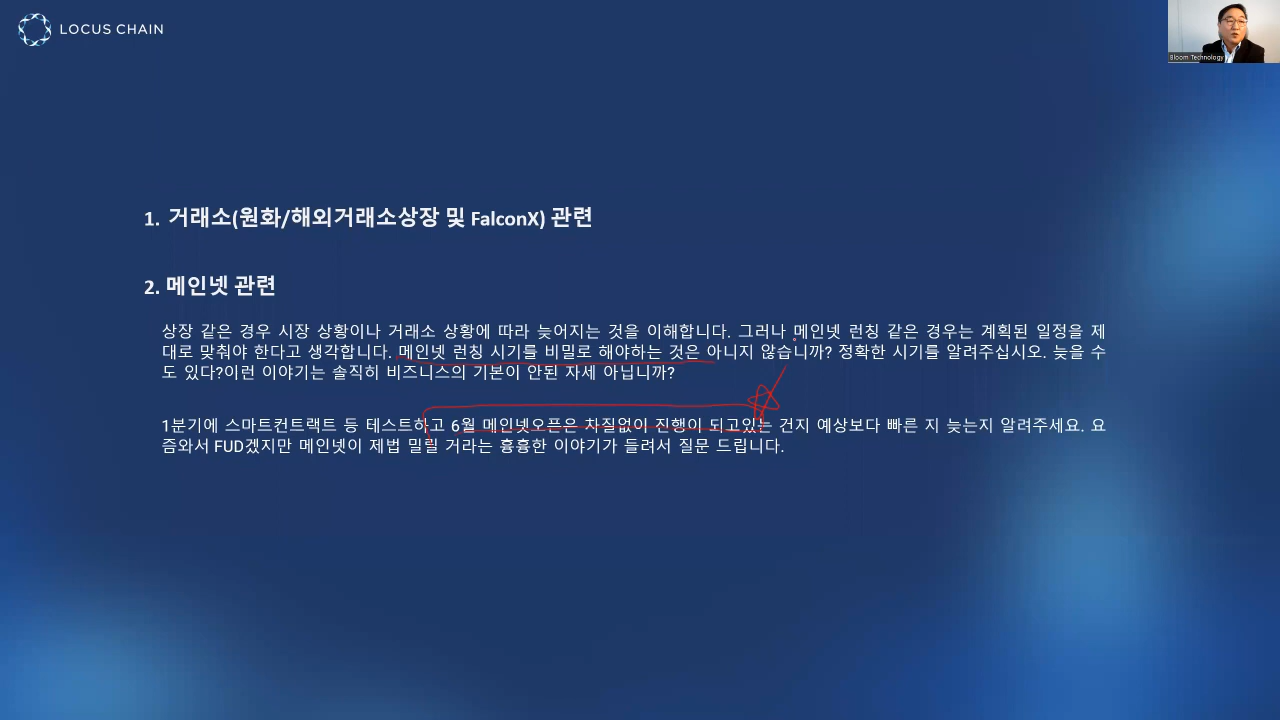 LOCUS CHAIN
Bloom Technology
1. 거래소(원화/해외거래소상장 및 FalconX) 관련
2. 메인넷 관련
상장 같은 경우 시장 상황이나 거래소 상황에 따라 늦어지는 것을 이해합니다. 그러나 메인넷 런칭 같은 경우는 계획된 일정을 제
대로 맞춰야 한다고 생각합니다. 메인넷 런칭 시기를 비밀로 해야하는 것은 아니지 않습니까? 정확한 시기를 알려주십시오. 늦을 수
도 있다?이런 이야기는 솔직히 비즈니스의 기본이 안된 자세 아닙니까?
1분기에 스마트컨트랙트 등 테스트하고 6월 메인넷오픈은 차질없이 진행이 되고있는 건지 예상보다 빠른 지 늦는지 알려주세요. 요
즘와서 FUD겠지만 메인넷이 제법 밀릴 거라는 흉흉한 이야기가 들려서 질문 드립니다.